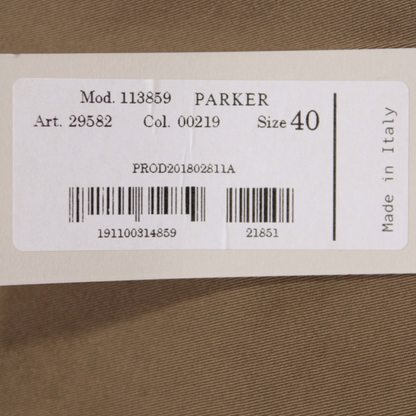 Mod. 113859 PARKER
Art. 29582 Col. 00219 Size 40
PROD201802811A
191100314859 21851
Made in Italy